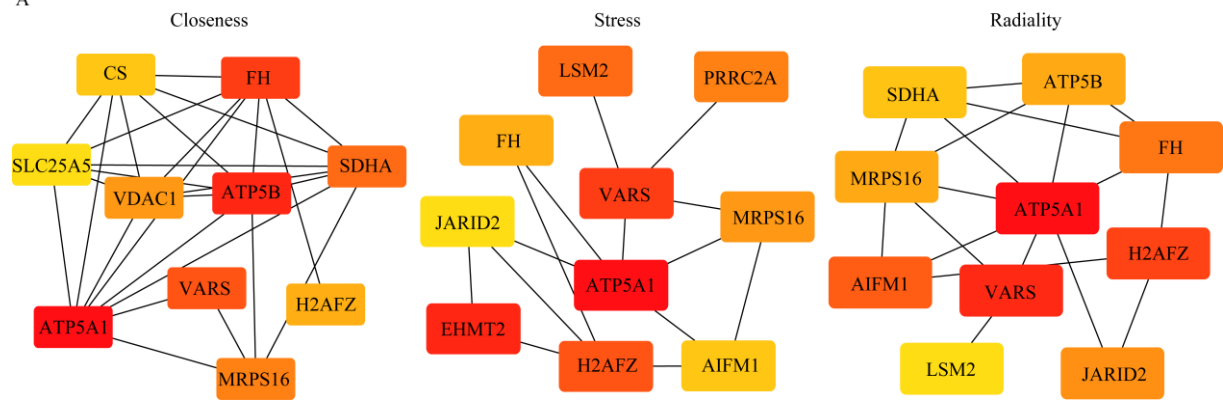 A
Closeness
CS
FH
SLC25A5
VDAC1
ATP5B
SDHA
VARS
H2AFZ
ATP5A1
MRPS16
Stress
LSM2
PRRC2A
FH
VARS
JARID2
MRPS16
ATP5A1
EHMT2
H2AFZ
AIFM1
Radiality
SDHA
ATP5B
FH
MRPS16
ATP5A1
H2AFZ
AIFM1
VARS
LSM2
JARID2